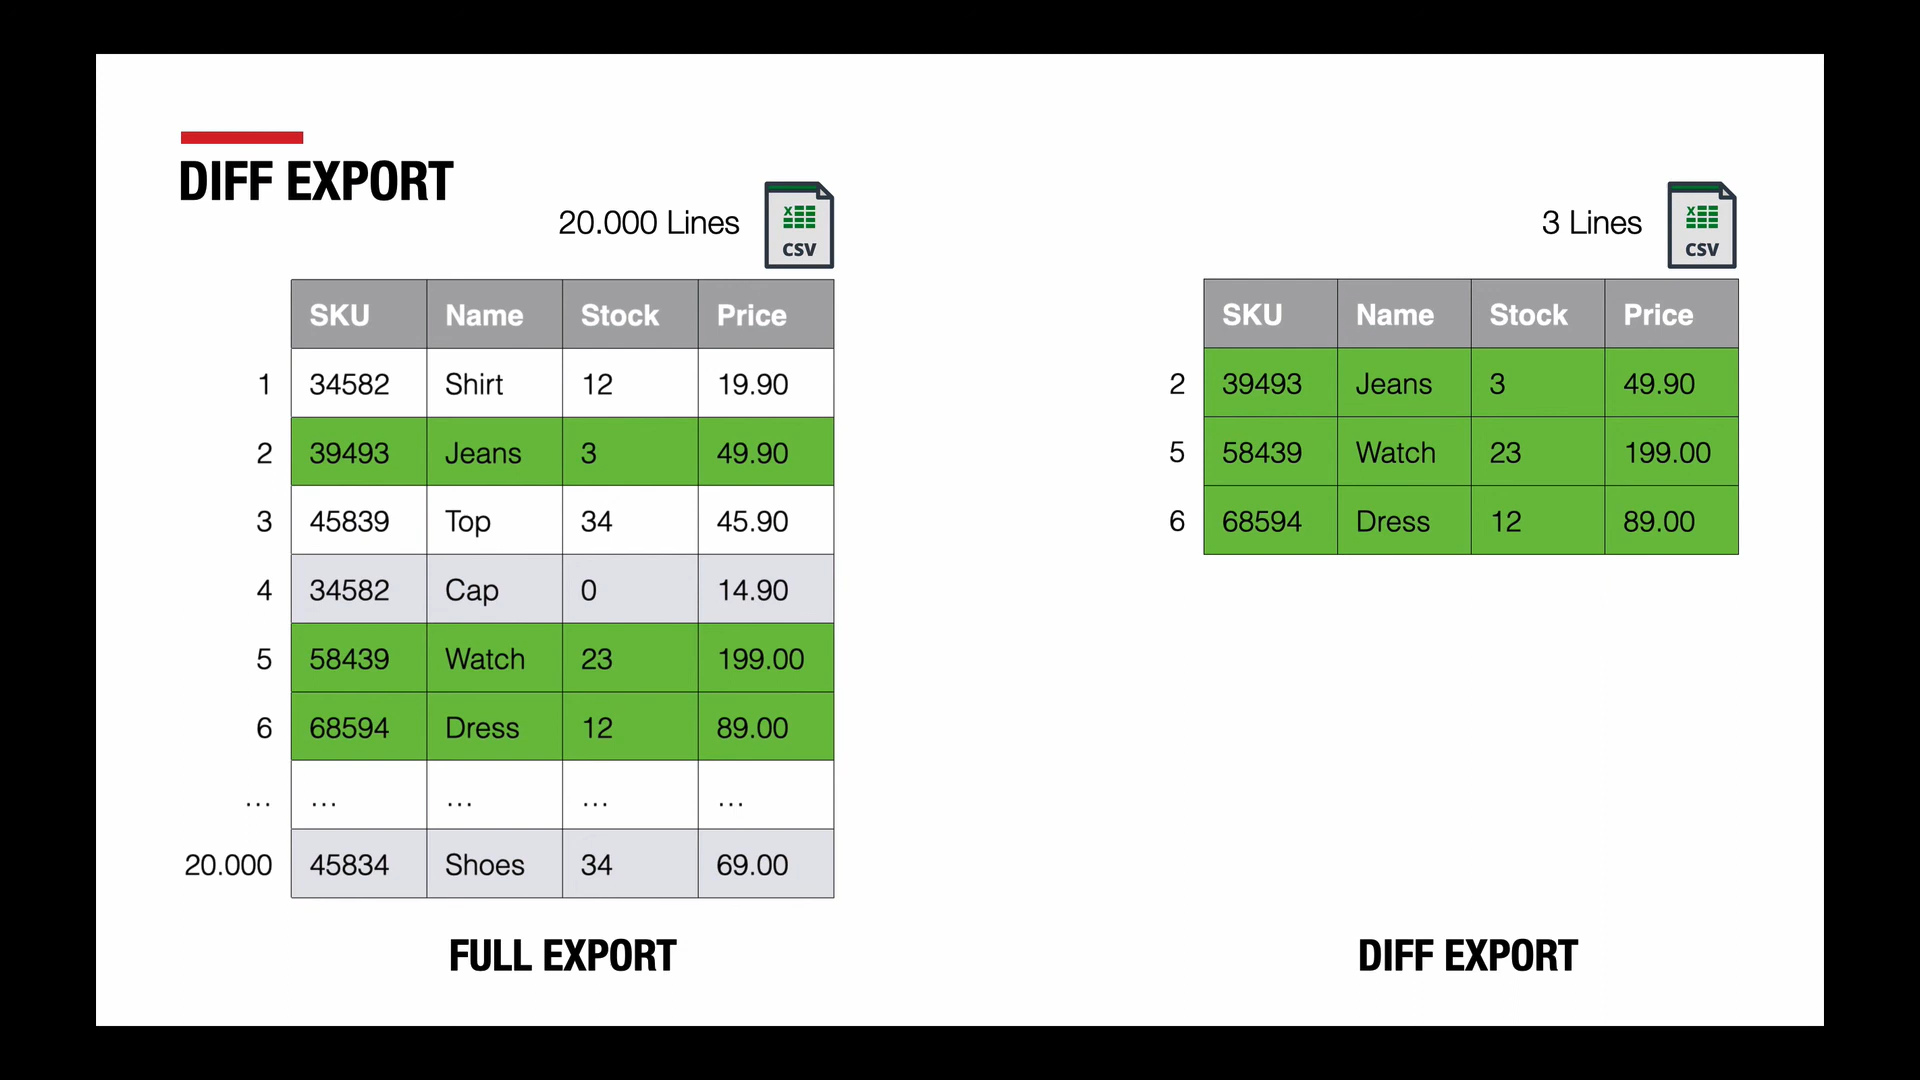 DIFF EXPORT
20.000 Lines
CSV
SKU Name Stock Price
1 34582 Shirt 12 19.90
2 39493 Jeans 3 49.90
3 45839 Top 34 45.90
4 34582 Cap 0 14.90
5 58439 Watch 23 199.00
6 68594 Dress 12 89.00
... ... ... ... ...
20.000 45834 Shoes 34 69.00
FULL EXPORT
3 Lines
X
CSV
SKU Name Stock Price
2 39493 Jeans 3 49.90
5 58439 Watch 23 199.00
6 68594 Dress 12 89.00
DIFF EXPORT